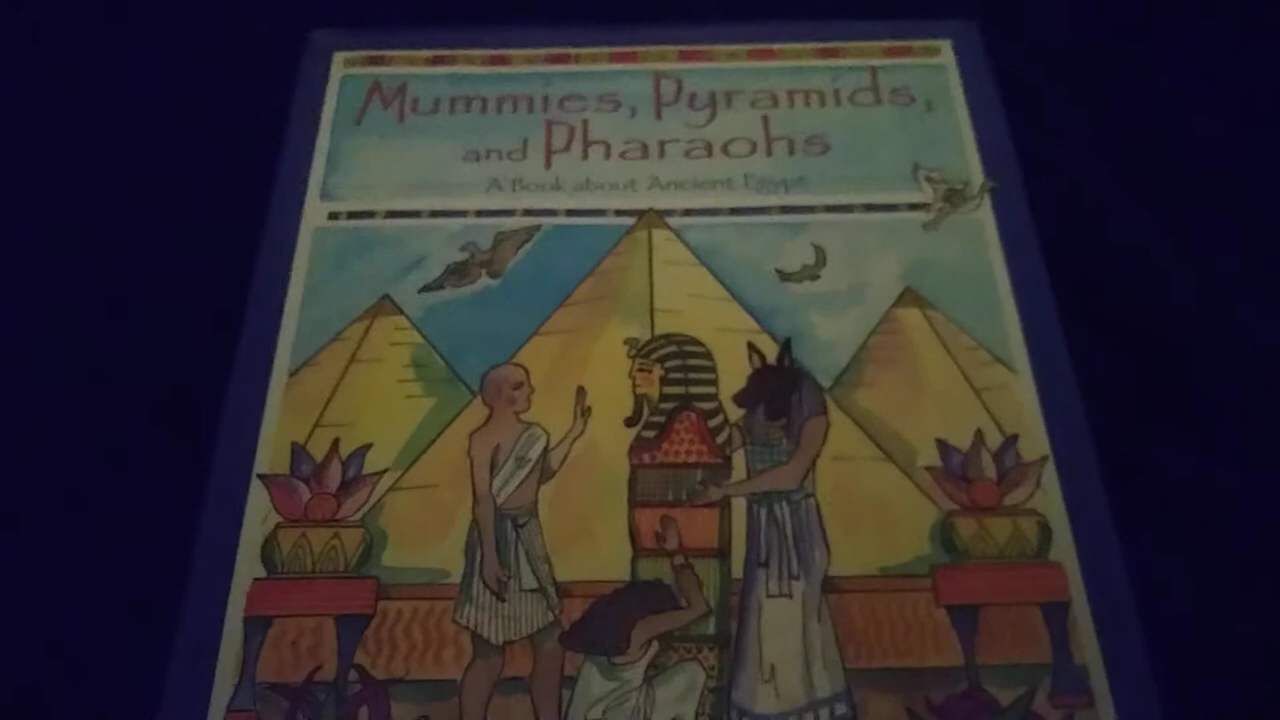 Mummies, Pyramids,
and Pharaohs
A Book about Ancient Egypt